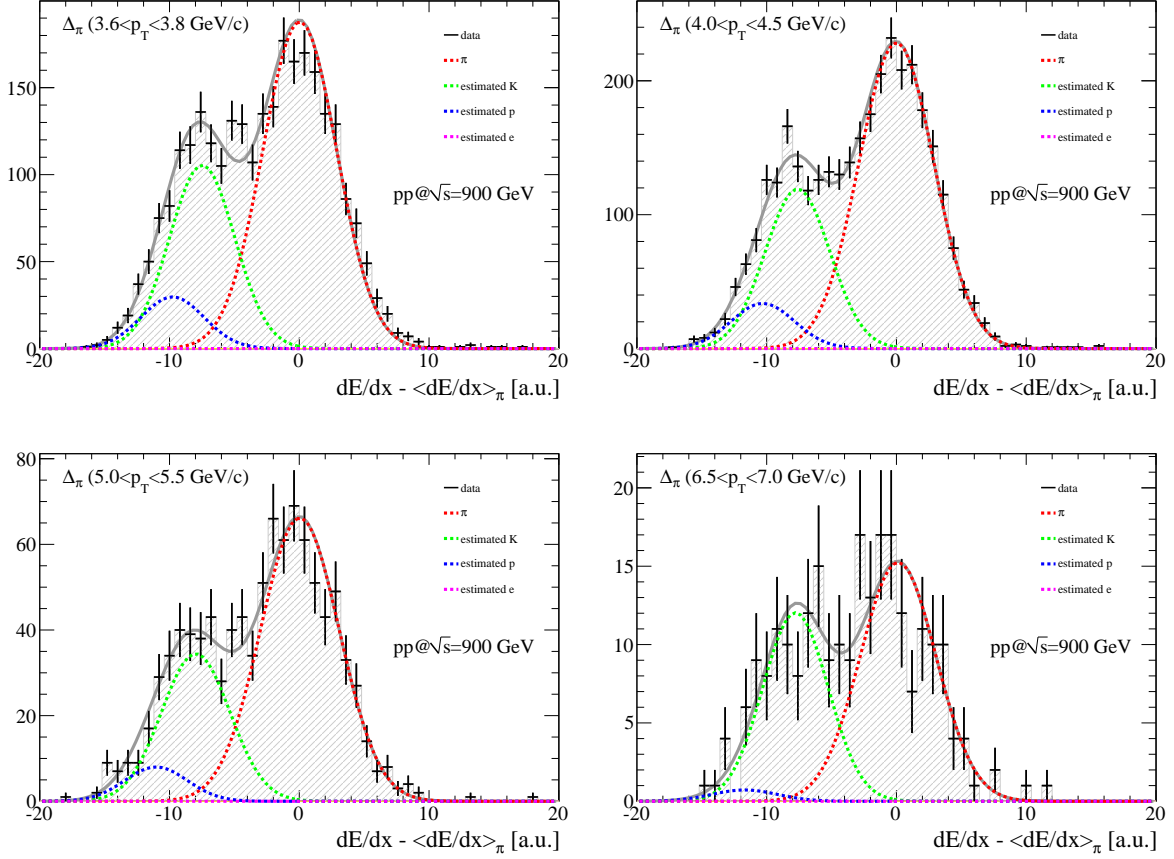 Δπ (3.6<pT<3.8 GeV/c)
data
π
estimated K
estimated p
estimated e
pp@√s=900 GeV
150
100
50
0
-20 -10 0 10 20
dE/dx - <dE/dx>π [a.u.]
Δπ (4.0<pT<4.5 GeV/c)
data
π
estimated K
estimated p
estimated e
pp@√s=900 GeV
200
100
0
-20 -10 0 10 20
dE/dx - <dE/dx>π [a.u.]
Δπ (5.0<pT<5.5 GeV/c)
data
π
estimated K
estimated p
estimated e
pp@√s=900 GeV
80
60
40
20
0
-20 -10 0 10 20
dE/dx - <dE/dx>π [a.u.]
Δπ (6.5<pT<7.0 GeV/c)
data
π
estimated K
estimated p
estimated e
pp@√s=900 GeV
20
15
10
5
0
-20 -10 0 10 20
dE/dx - <dE/dx>π [a.u.]